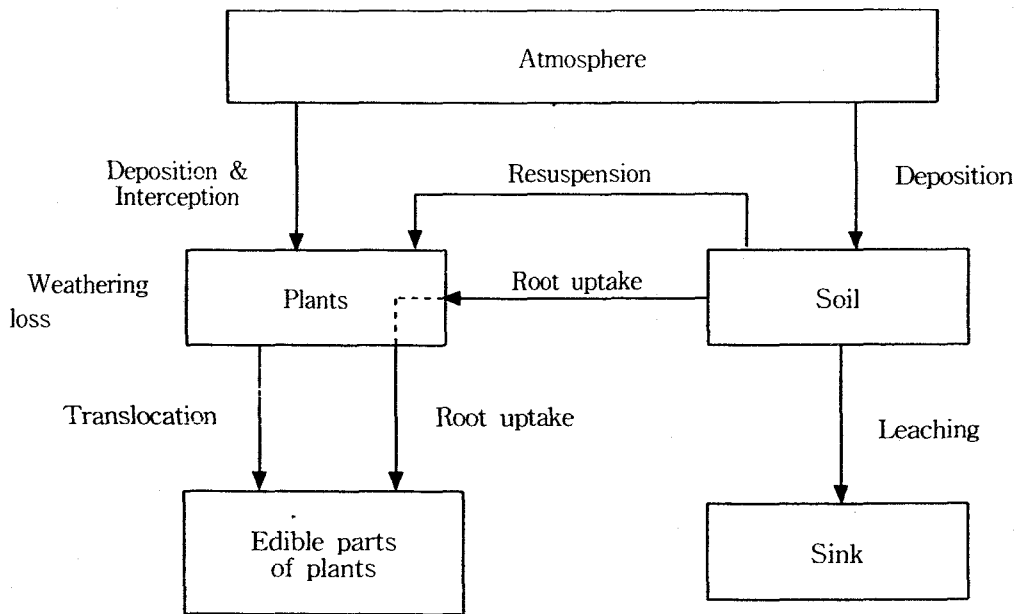 Atmosphere
Deposition &
Interception
Resuspension
Deposition
Weathering
loss
Plants
Root uptake
Soil
Translocation
Root uptake
Leaching
Edible parts
of plants
Sink